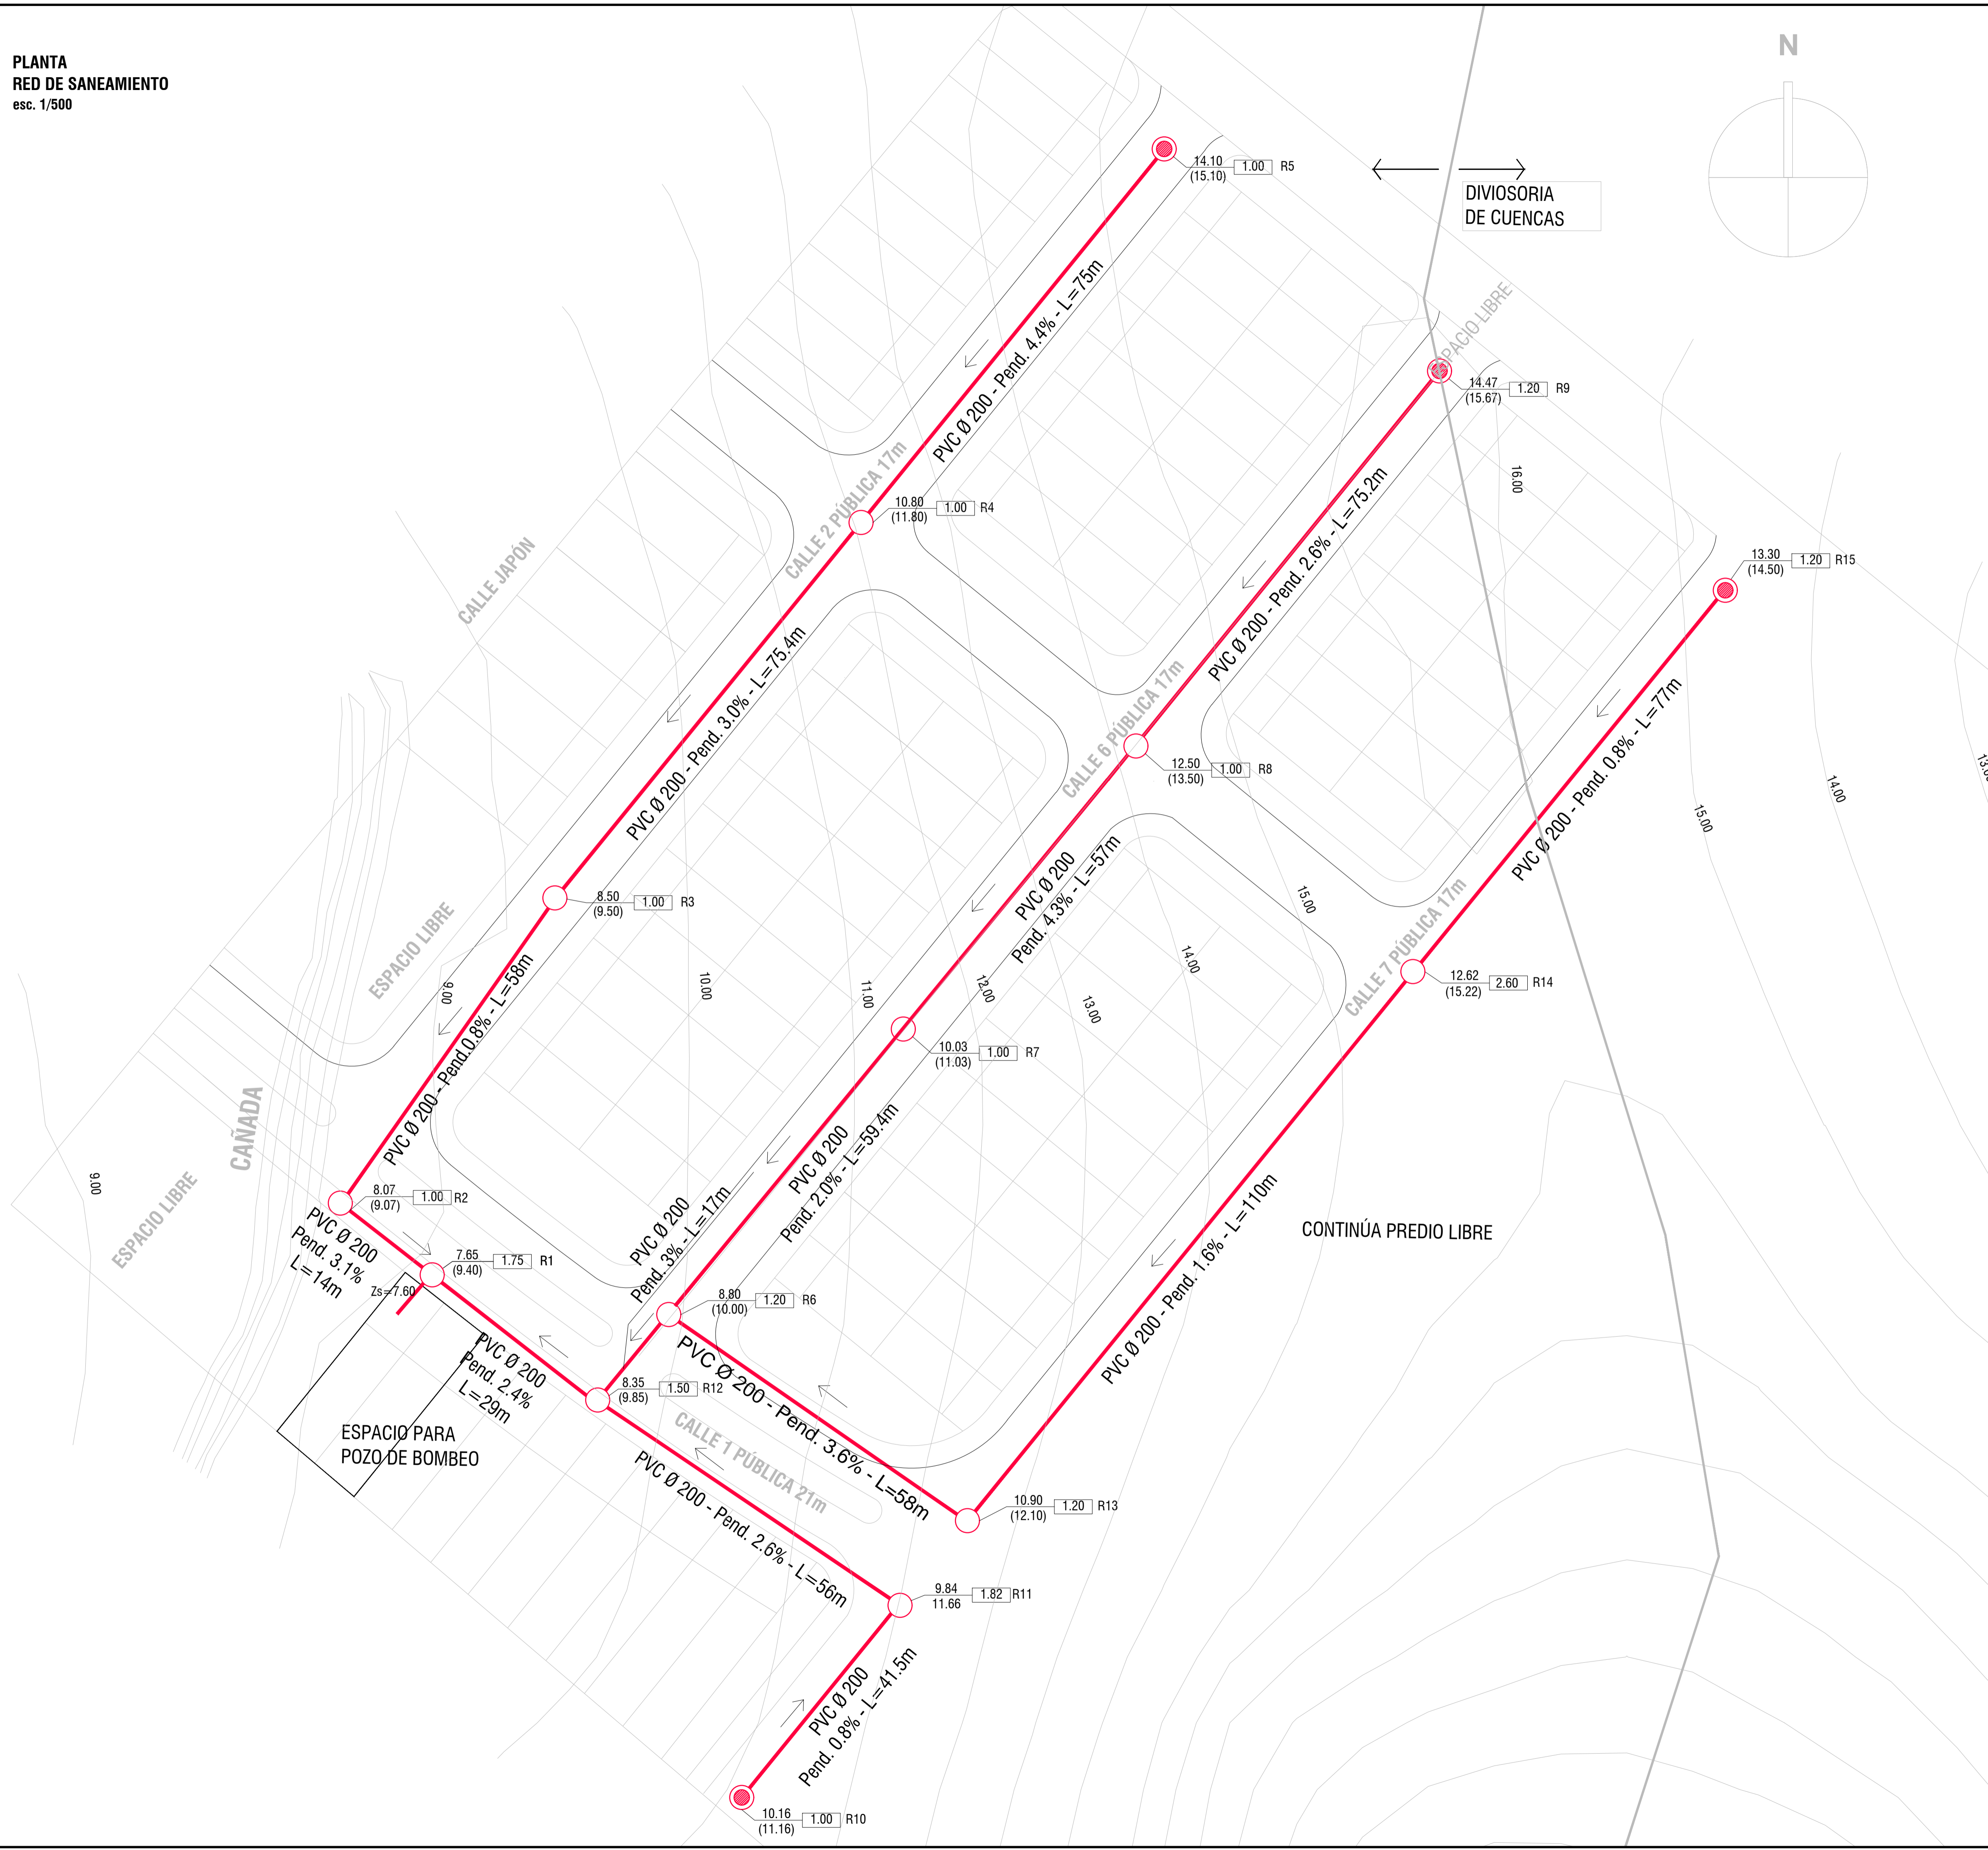 PLANTA
RED DE SANEAMIENTO
esc. 1/500
N
DIVIOSORIA
DE CUENCAS
14.10
(15.10)
1.00
R5
PVC Ø 200 - Pend. 4.4% - L=75m
ESPACIO LIBRE
14.47
(15.67)
1.20
R9
CALLE 2 PÚBLICA 17m
10.80
(11.80)
1.00
R4
16.00
PVC Ø 200 - Pend. 2.6% - L=75.2m
13.30
(14.50)
1.20
R15
CALLE JAPÓN
PVC Ø 200 - Pend. 3.0% - L=75.4m
CALLE 6 PÚBLICA 17m
12.50
(13.50)
1.00
R8
PVC Ø 200 - Pend. 0.8% - L=77m
15.00
14.00
13.00
8.50
(9.50)
1.00
R3
ESPACIO LIBRE
PVC Ø 200
Pend. 4.3% - L=57m
15.00
14.00
CALLE 7 PÚBLICA 17m
12.62
(15.22)
2.60
R14
9.00
10.00
11.00
12.00
13.00
PVC Ø 200 - Pend.0.8% - L=58m
10.03
(11.03)
1.00
R7
CAÑADA
ESPACIO LIBRE
9.00
8.07
(9.07)
1.00
R2
PVC Ø 200
Pend. 3.1%
L=14m
PVC Ø 200
Pend. 2.0% - L=59.4m
PVC Ø 200
Pend. 3% - L=17m
7.65
(9.40)
1.75
R1
Zs=7.60
8.80
(10.00)
1.20
R6
CONTINÚA PREDIO LIBRE
PVC Ø 200 - Pend. 1.6% - L=110m
PVC Ø 200
Pend. 2.4%
L=29m
8.35
(9.85)
1.50
R12
PVC Ø 200 - Pend. 3.6% - L=58m
ESPACIO PARA
POZO DE BOMBEO
CALLE 1 PÚBLICA 21m
PVC Ø 200 - Pend. 2.6% - L=56m
10.90
(12.10)
1.20
R13
9.84
11.66
1.82
R11
PVC Ø 200
Pend. 0.8% - L=41.5m
10.16
(11.16)
1.00
R10